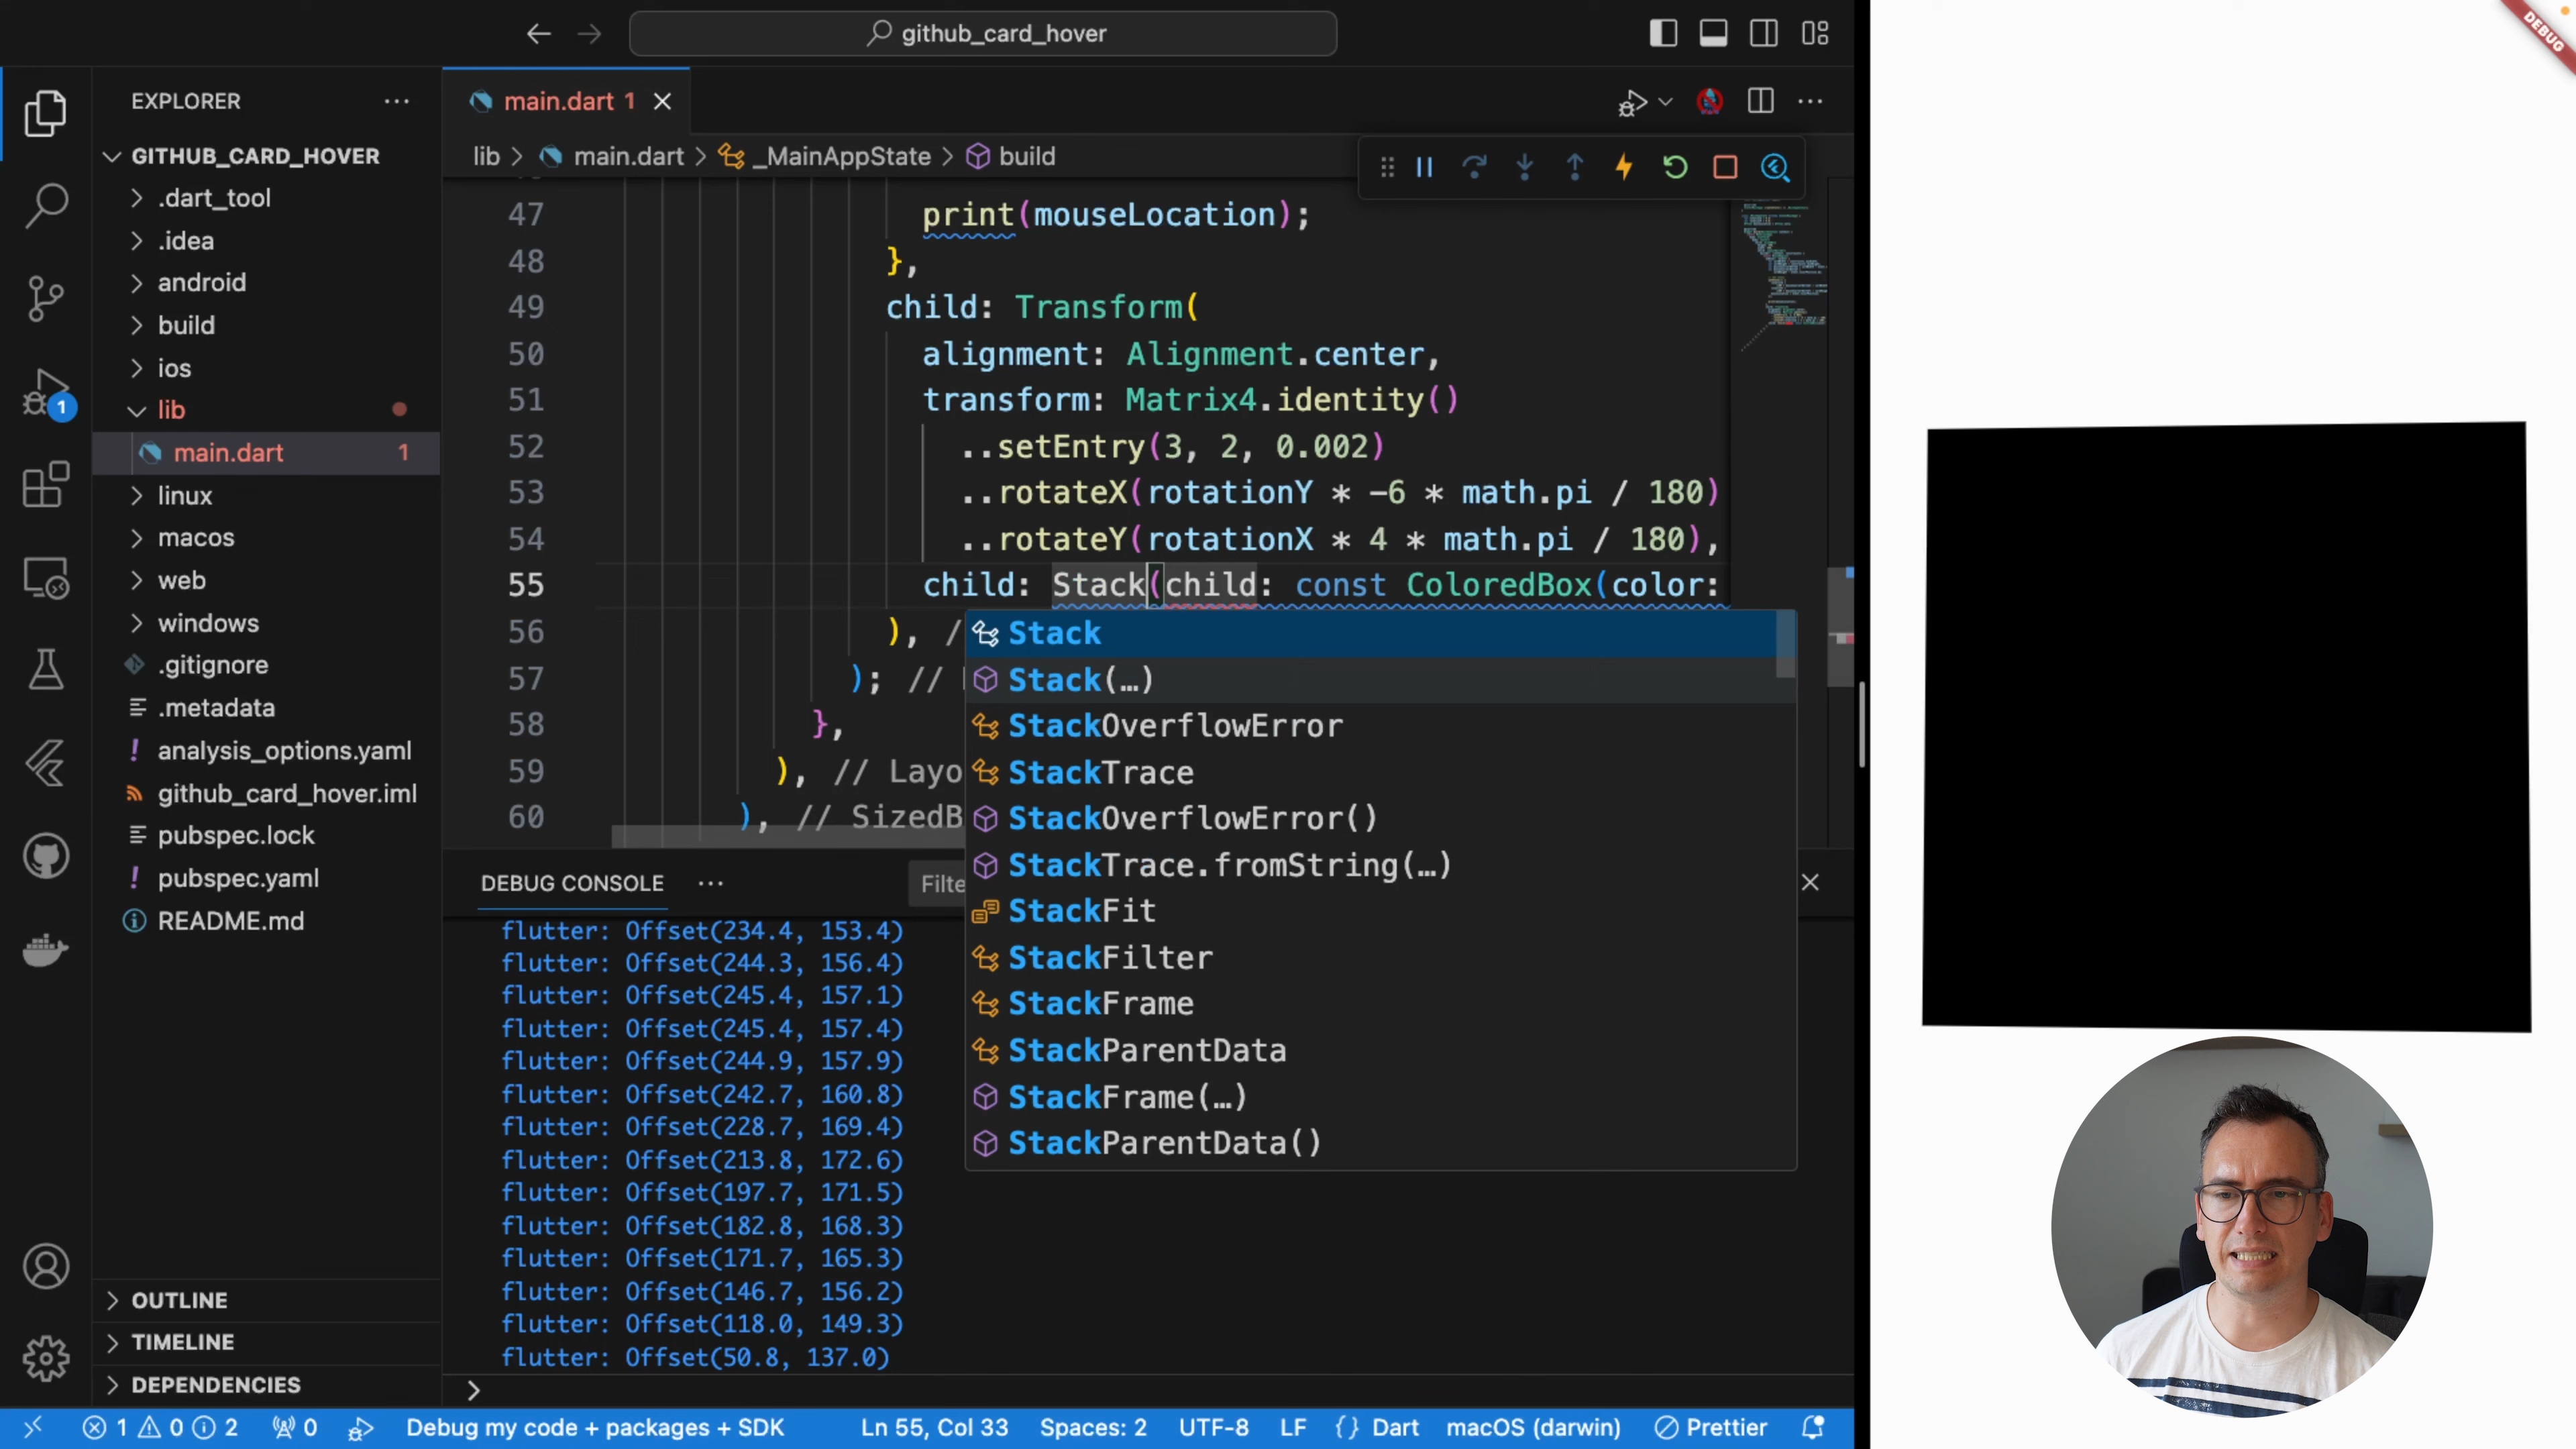 github_card_hover
DEBUG
EXPLORER
GITHUB_CARD_HOVER
.dart_tool
.idea
android
build
ios
lib
main.dart 1
linux
macos
web
windows
.gitignore
.metadata
analysis_options.yaml
github_card_hover.iml
pubspec.lock
pubspec.yaml
README.md
OUTLINE
TIMELINE
DEPENDENCIES
1
main.dart 1
lib > main.dart > _MainAppState > build
47 print(mouseLocation);
48 },
49 child: Transform(
50 alignment: Alignment.center,
51 transform: Matrix4.identity()
52 ..setEntry(3, 2, 0.002)
53 ..rotateX(rotationY * -6 * math.pi / 180)
54 ..rotateY(rotationX * 4 * math.pi / 180),
55 child: Stack(child: const ColoredBox(color:
56 ), /
57 ); //
58 },
59 ), // Layo
60 ), // SizedB
Stack
Stack(…)
StackOverflowError
StackTrace
StackOverflowError()
StackTrace.fromString(…)
StackFit
StackFilter
StackFrame
StackParentData
StackFrame(…)
StackParentData()
DEBUG CONSOLE
Filte
flutter: Offset(234.4, 153.4)
flutter: Offset(244.3, 156.4)
flutter: Offset(245.4, 157.1)
flutter: Offset(245.4, 157.4)
flutter: Offset(244.9, 157.9)
flutter: Offset(242.7, 160.8)
flutter: Offset(228.7, 169.4)
flutter: Offset(213.8, 172.6)
flutter: Offset(197.7, 171.5)
flutter: Offset(182.8, 168.3)
flutter: Offset(171.7, 165.3)
flutter: Offset(146.7, 156.2)
flutter: Offset(118.0, 149.3)
flutter: Offset(50.8, 137.0)
1 0 2 0 Debug my code + packages + SDK Ln 55, Col 33 Spaces: 2 UTF-8 LF {} Dart macOS (darwin) Prettier